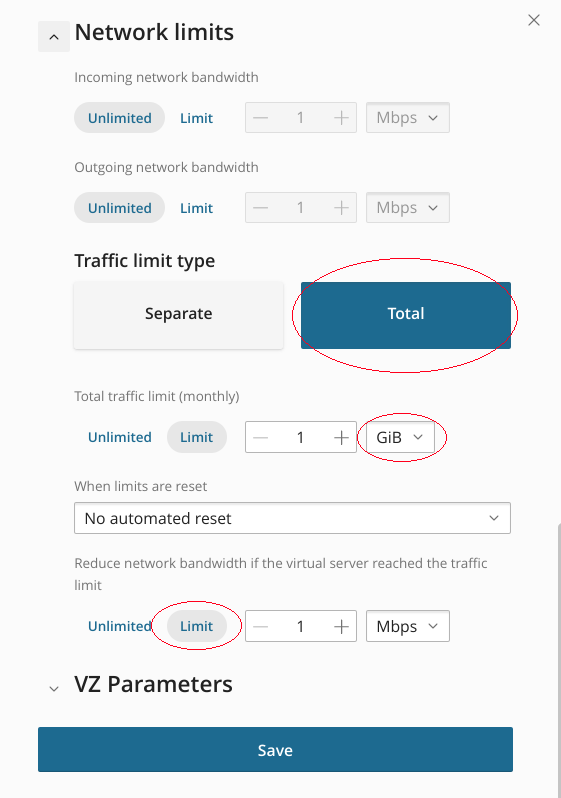 Network limits
Incoming network bandwidth
Unlimited Limit 1 Mbps
Outgoing network bandwidth
Unlimited Limit 1 Mbps
Traffic limit type
Separate Total
Total traffic limit (monthly)
Unlimited Limit 1 GiB
When limits are reset
No automated reset
Reduce network bandwidth if the virtual server reached the traffic
limit
Unlimited Limit 1 Mbps
VZ Parameters
Save